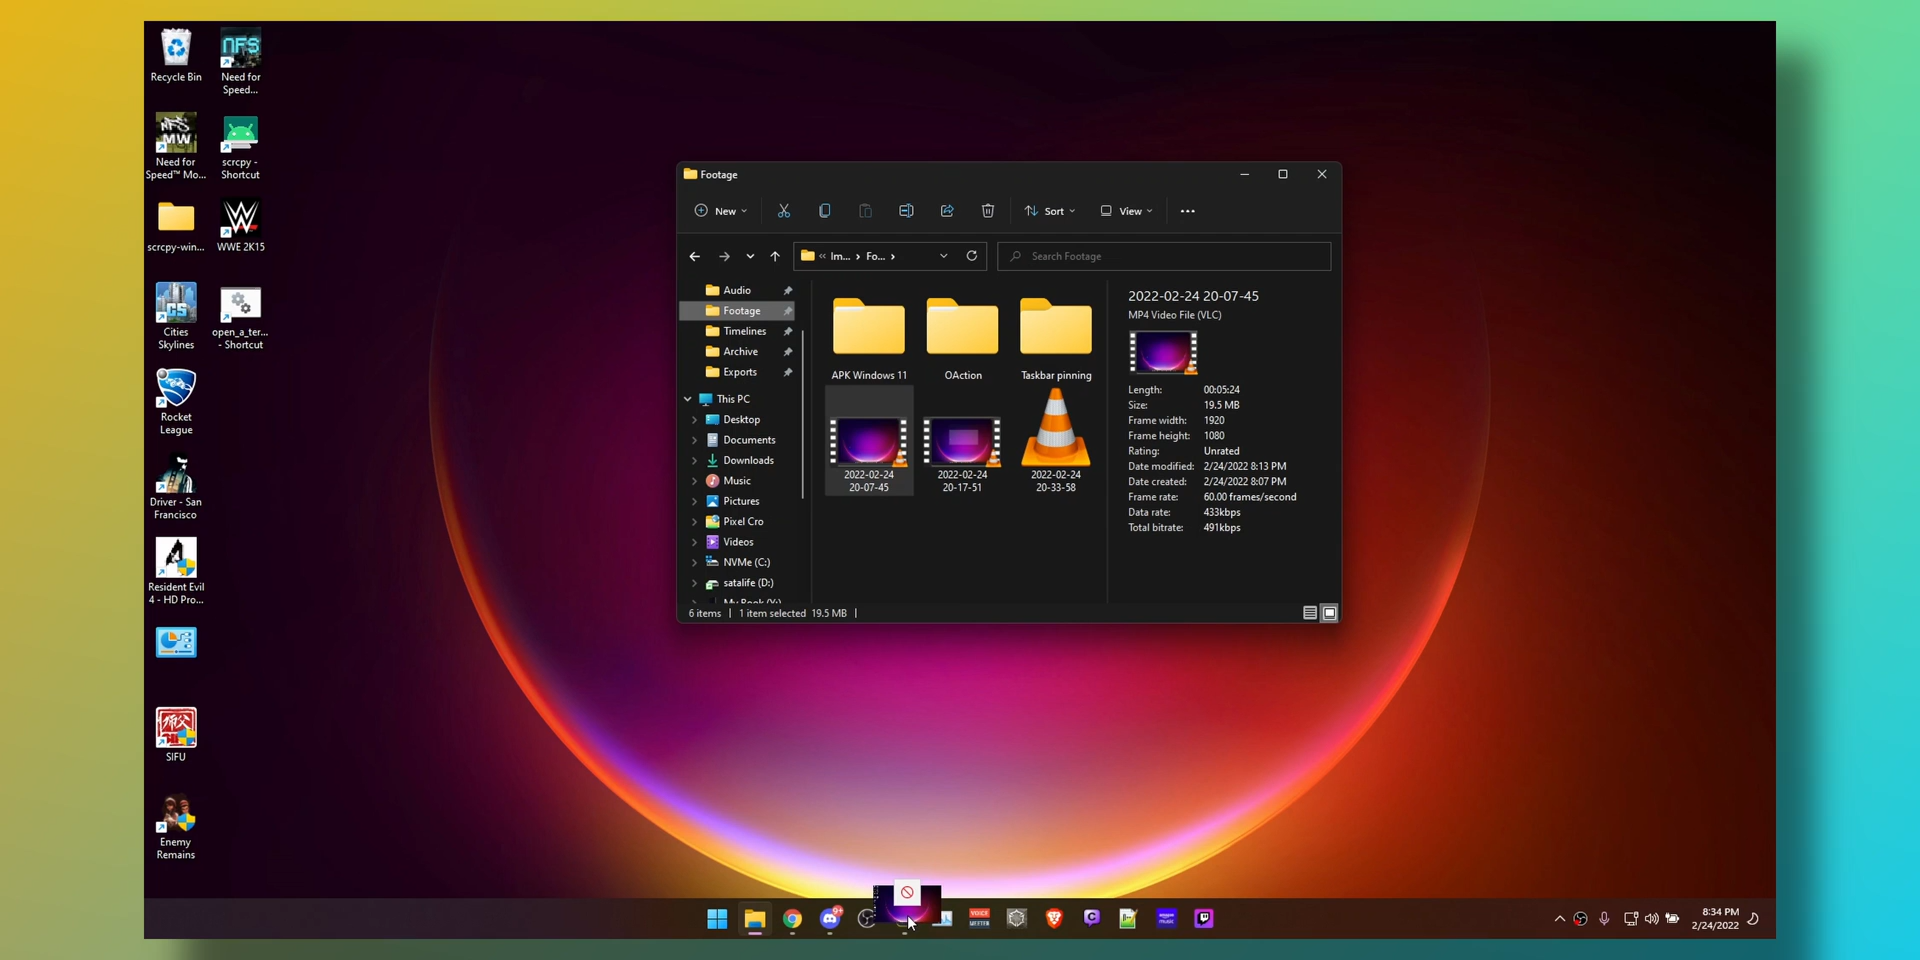 Recycle Bin
NFS
Need for
Speed...
NFS
MW
Need for
Speed™ Mo...
scrcpy -
Shortcut
scrcpy-win...
WWE 2K15
CS
Cities
Skylines
open_a_ter...
- Shortcut
Rocket
League
Driver - San
Francisco
Resident Evil
4 - HD Pro...
SIFU
Enemy
Remains
Footage
New
Sort
View
Im...
Fo...
Search Footage
Audio
Footage
Timelines
Archive
Exports
This PC
Desktop
Documents
Downloads
Music
Pictures
Pixel Cro
Videos
NVMe (C:)
satalife (D:)
APK Windows 11
OAction
Taskbar pinning
2022-02-24
20-07-45
2022-02-24
20-17-51
2022-02-24
20-33-58
2022-02-24 20-07-45
MP4 Video File (VLC)
Length: 00:05:24
Size: 19.5 MB
Frame width: 1920
Frame height: 1080
Rating: Unrated
Date modified: 2/24/2022 8:13 PM
Date created: 2/24/2022 8:07 PM
Frame rate: 60.00 frames/second
Data rate: 433kbps
Total bitrate: 491kbps
6 items
1 item selected 19.5 MB
VOICE
8:34 PM
2/24/2022